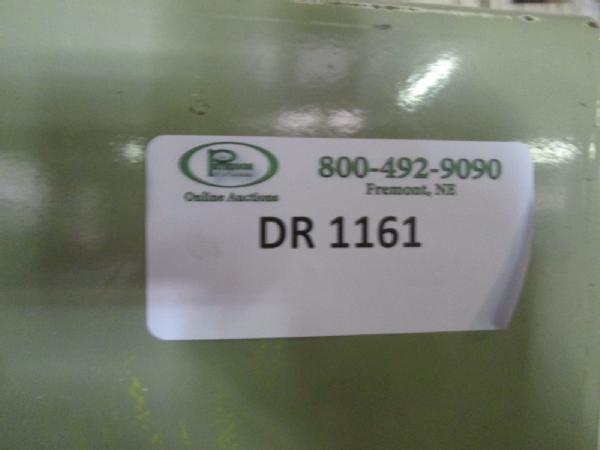 800-492-9090
Fremont, NE
Online Auctions
DR 1161